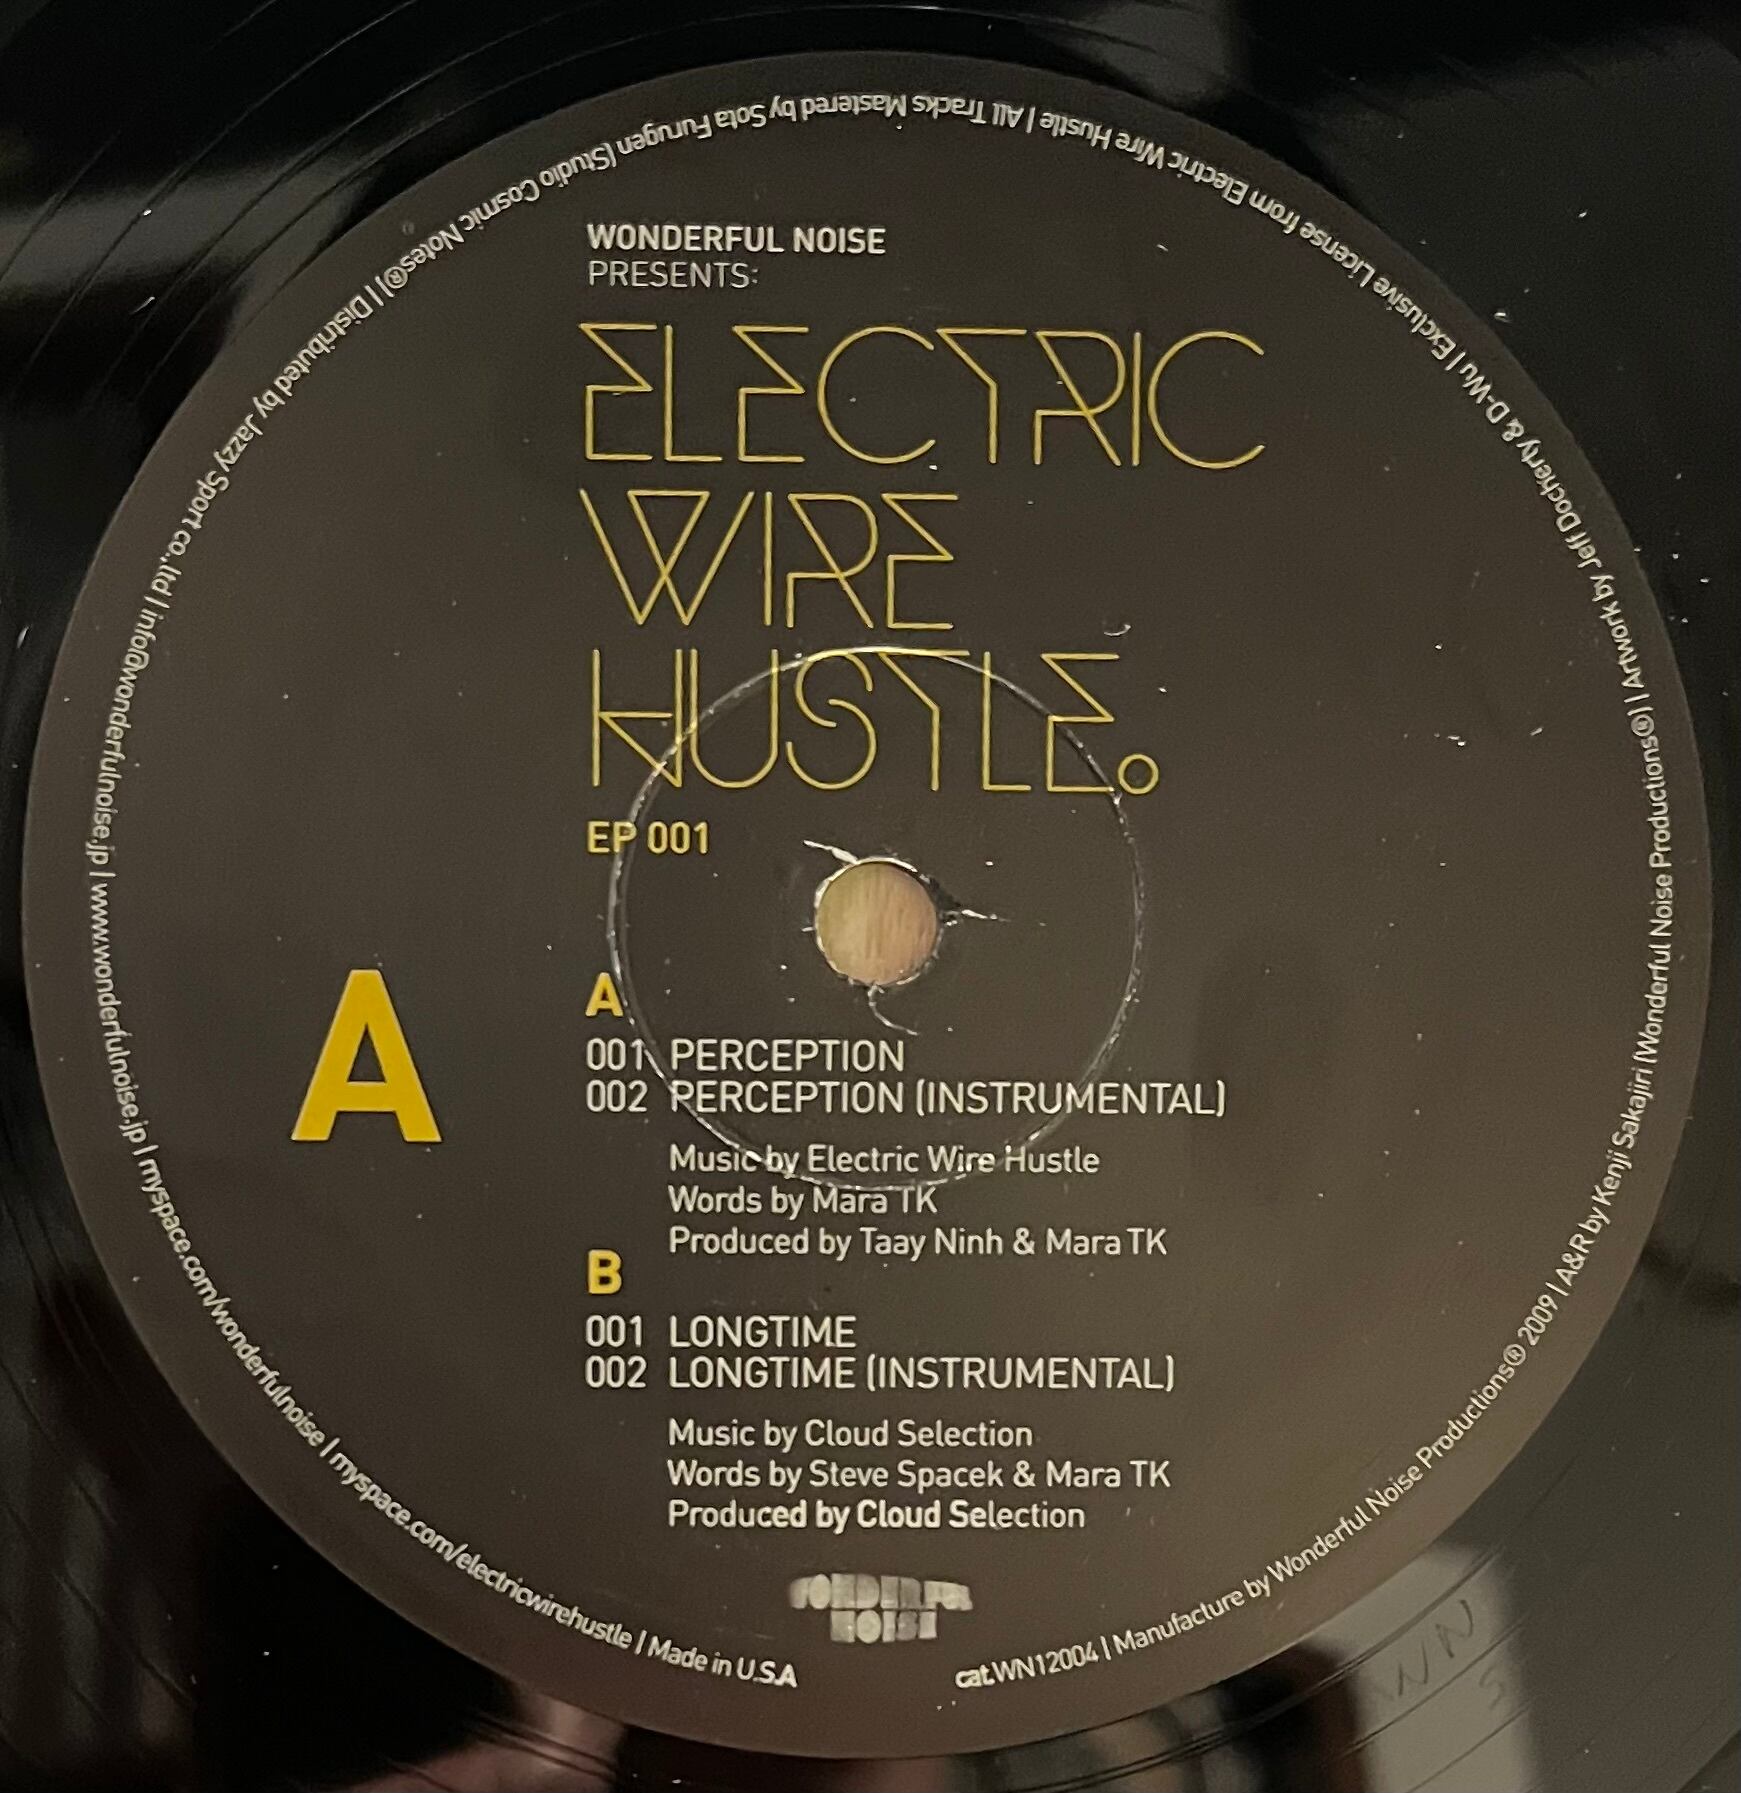 WONDERFUL NOISE
PRESENTS:
ELECTRIC
WIRE
HUSTLE.
EP 001
A
A
001 PERCEPTION
002 PERCEPTION (INSTRUMENTAL)
Music by Electric Wire Hustle
Words by Mara TK
Produced by Taay Ninh & Mara TK
B
001 LONGTIME
002 LONGTIME (INSTRUMENTAL)
Music by Cloud Selection
Words by Steve Spacek & Mara TK
Produced by Cloud Selection
WONDERFUL
NOISE
cat.WN12004 | Manufacture by Wonderful Noise Productions® 2009 | A&R by Kenji Sakajiri (Wonderful Noise Productions®) | Artwork by Jeff Docherty & D-Wu | Exclusive License from Electric Wire Hustle | All Tracks Mastered by Sota Furugen (Studio Cosmic Notes®) | Distributed by Jazzy Sport co.,ltd | info@wonderfulnoise.jp | www.wonderfulnoise.jp | myspace.com/wonderfulnoise | myspace.com/electricwirehustle | Made in U.S.A